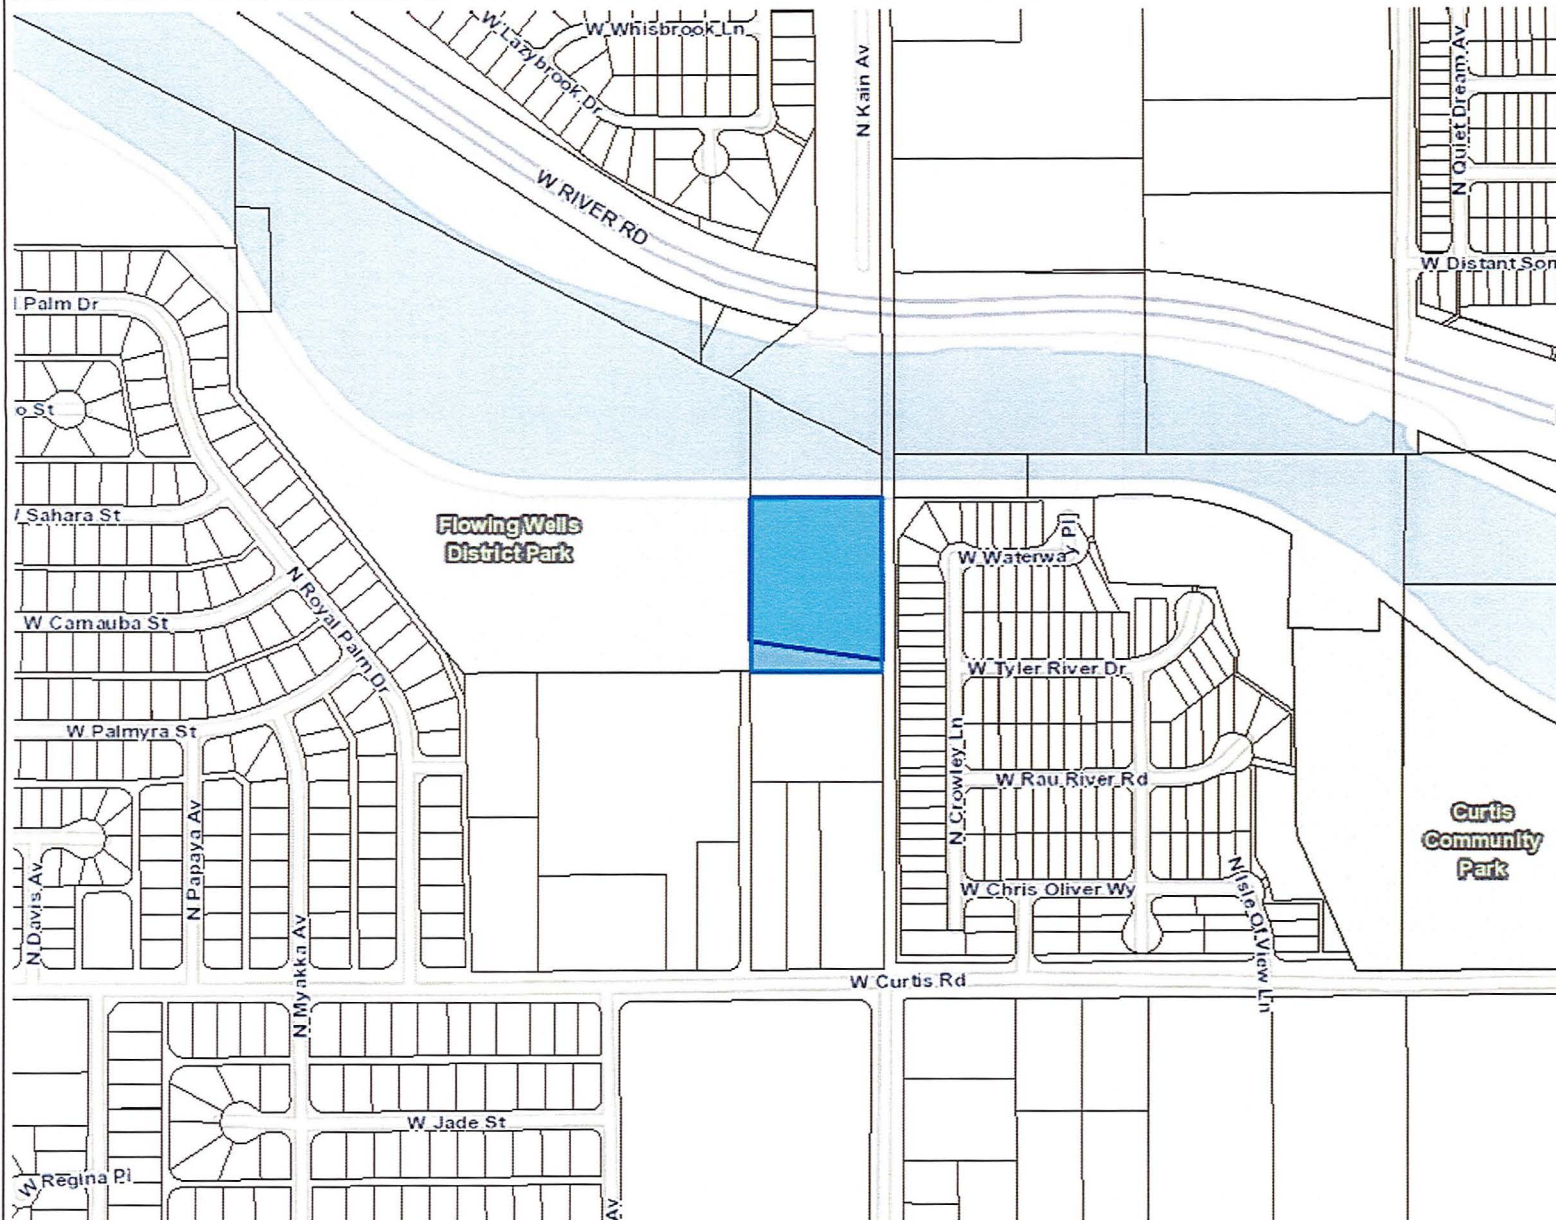 W Whisbrook Ln
W Lazybrook Dr
N Kain Av
N Quiet Dream Av
W RIVER RD
W Distant Son
l Palm Dr
o St
Sahara St
Flowing Wells
District Park
W Waterway Pl
N Royal Palm Dr
W Camauba St
W Tyler River Dr
W Palmyra St
N Crowley Ln
W Rau River Rd
N Papaya Av
Curtis
Community
Park
N Davis Av
W Chris Oliver Wy
N Isle Of View Ln
N Myakka Av
W Curtis Rd
W Jade St
W Regina Pl
Av